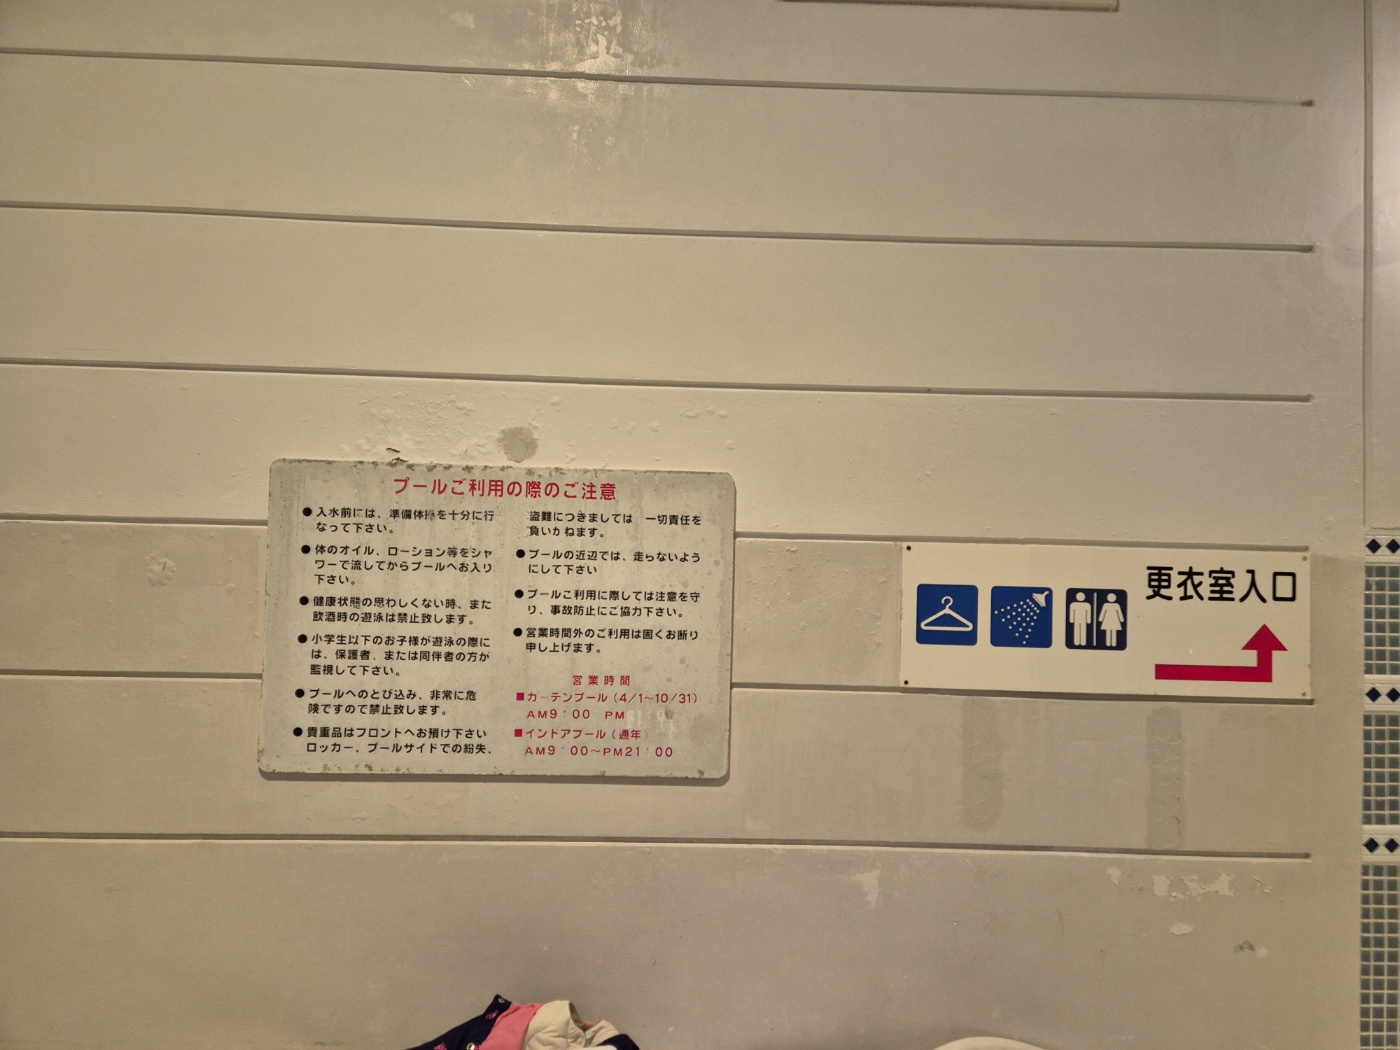 プールご利用の際のご注意
●入水前には、準備体操を十分に行
なって下さい。
●体のオイル、ローション等をシャ
ワーで流してからプールへお入り
下さい。
●健康状態の思わしくない時、また
飲酒時の遊泳は禁止致します。
●小学生以下のお子様が遊泳の際に
は、保護者、または同伴者の方が
監視して下さい。
●プールへのとび込み、非常に危
険ですので禁止致します。
●貴重品はフロントへお預け下さい
ロッカー、プールサイドでの紛失、
盗難につきましては 一切責任を
負いかねます。
●プールの近辺では、走らないよう
にして下さい
●プールご利用に際しては注意を守
り、事故防止にご協力下さい。
●営業時間外のご利用は固くお断り
申し上げます。
営業時間
■カーテンプール(4/1~10/31)
AM9:00 PM
■インドアプール(通年)
AM9:00~PM21:00
更衣室入口